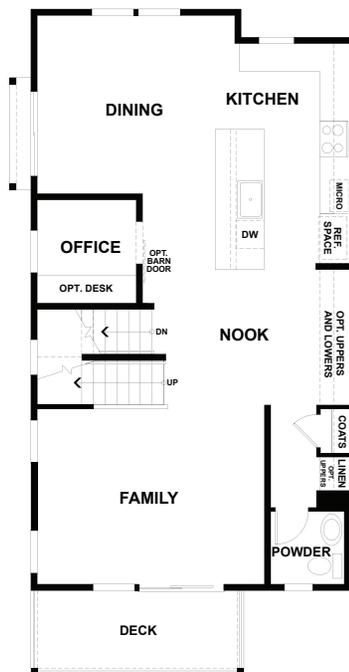 KITCHEN
DINING
MICRO
REF.
SPACE
DW
OFFICE
OPT.
BARN
DOOR
OPT. DESK
DN
NOOK
OPT. UPPERS
AND LOWERS
UP
COATS
LINEN
OPT.
UPPERS
FAMILY
POWDER
DECK